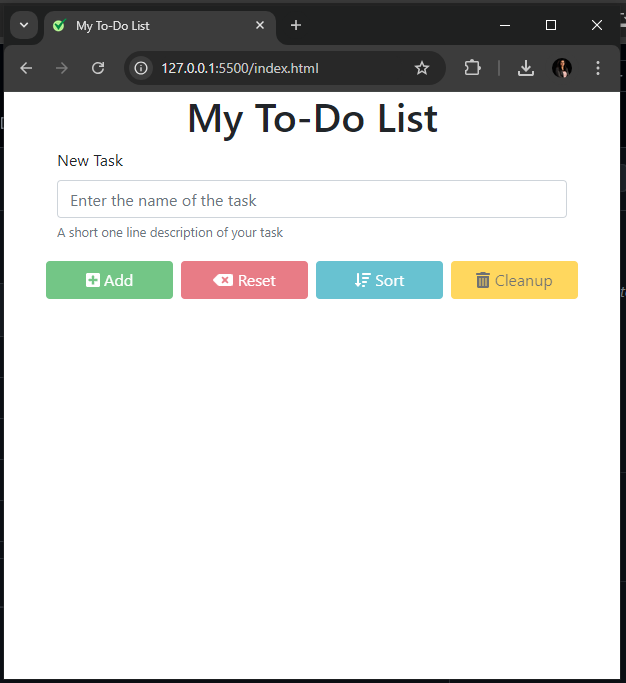 My To-Do List
127.0.0.1:5500/index.html
My To-Do List
New Task
Enter the name of the task
A short one line description of your task
Add Reset Sort Cleanup